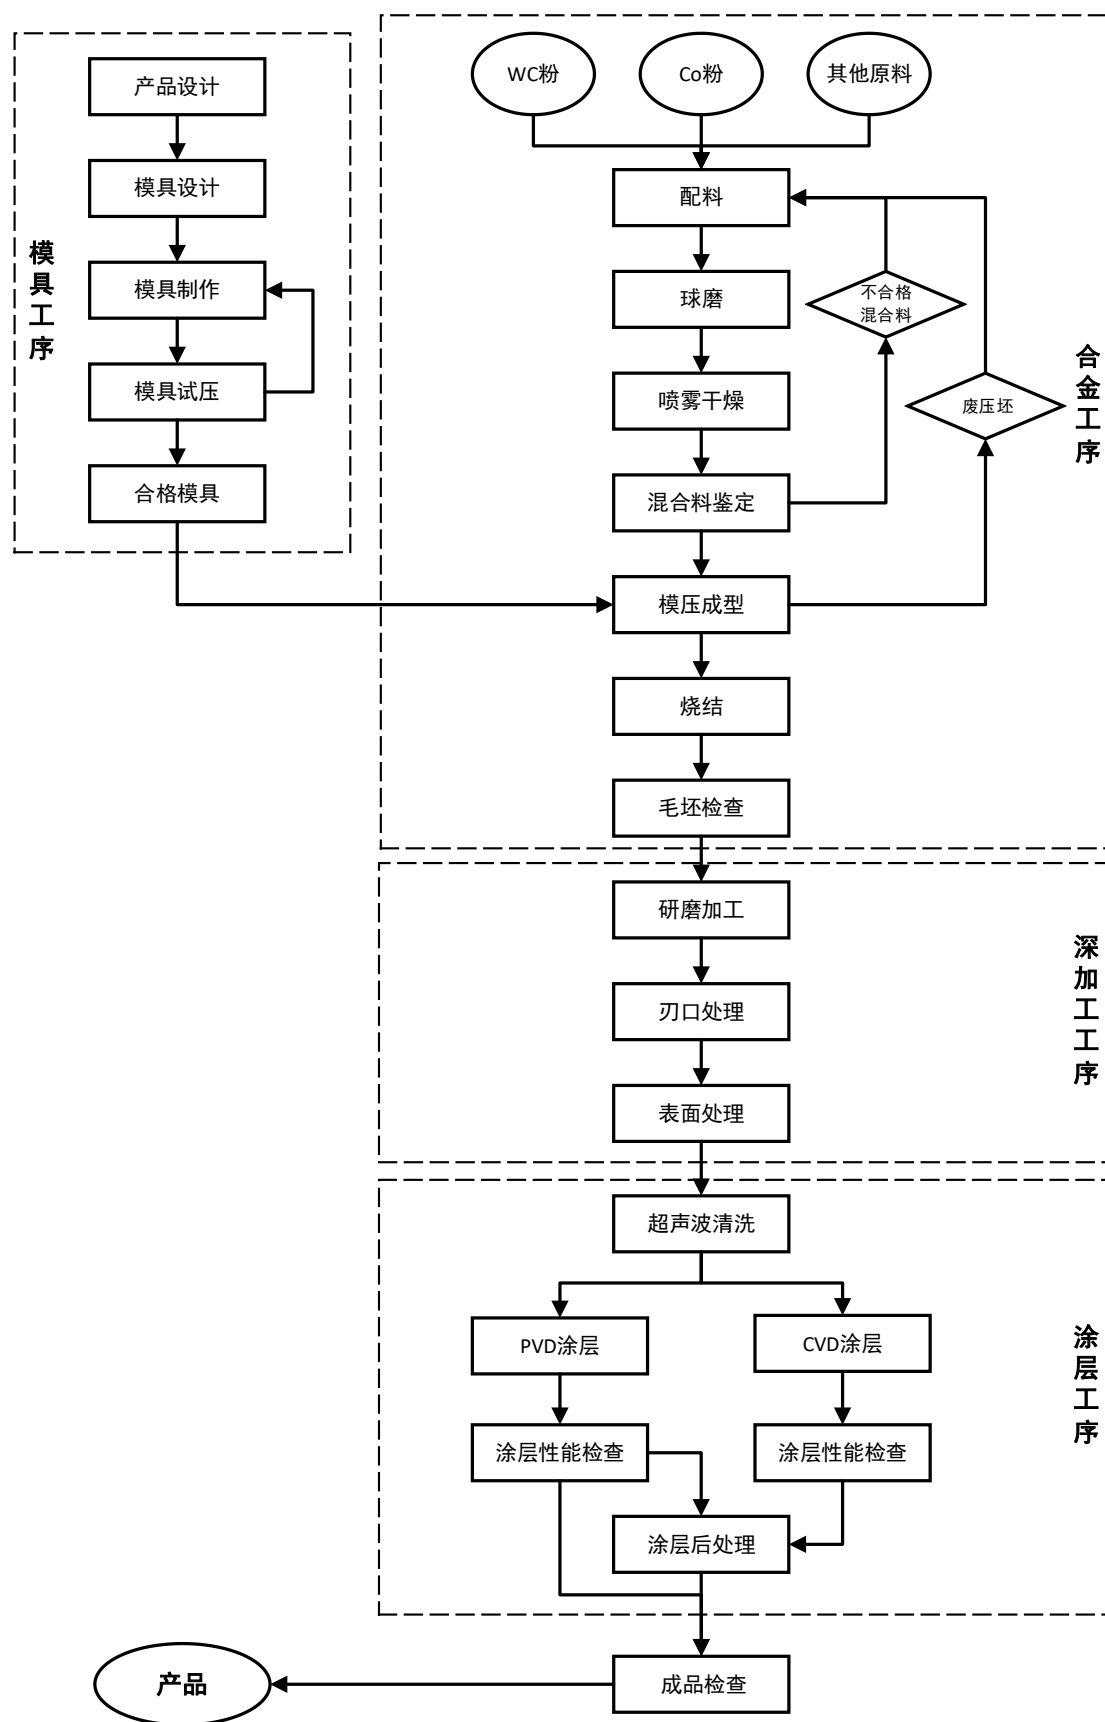 产品设计
模具设计
模具制作
模具试压
合格模具
模具工序
WC粉
Co粉
其他原料
配料
球磨
不合格
混合料
喷雾干燥
废压坯
混合料鉴定
模压成型
烧结
毛坯检查
合金工序
研磨加工
刃口处理
表面处理
深加工工序
超声波清洗
PVD涂层
CVD涂层
涂层性能检查
涂层性能检查
涂层后处理
涂层工序
成品检查
产品